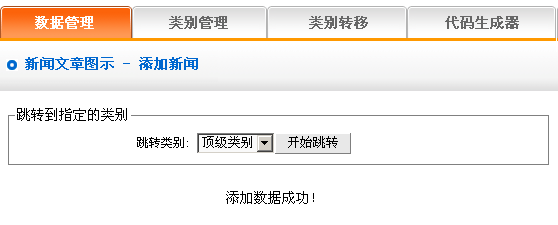 数据管理 类别管理 类别转移 代码生成器
新闻文章图示 - 添加新闻
跳转到指定的类别
跳转类别: 顶级类别 开始跳转
添加数据成功!